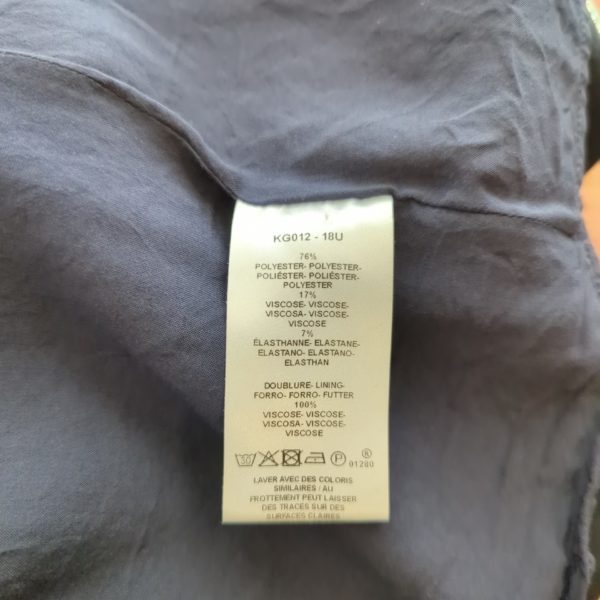 KG012 - 18U
76%
POLYESTER- POLYESTER-
POLIÉSTER- POLIÉSTER-
POLYESTER
17%
VISCOSE- VISCOSE-
VISCOSA- VISCOSE-
VISCOSE
7%
ÉLASTHANNE- ELASTANE-
ELASTANO- ELASTANO-
ELASTHAN
DOUBLURE- LINING-
FORRO- FORRO- FUTTER
100%
VISCOSE- VISCOSE-
VISCOSA- VISCOSE-
VISCOSE
30 P ® 01280
LAVER AVEC DES COLORIS
SIMILAIRES / AU
FROTTEMENT PEUT LAISSER
DES TRACES SUR DES
SURFACES CLAIRES